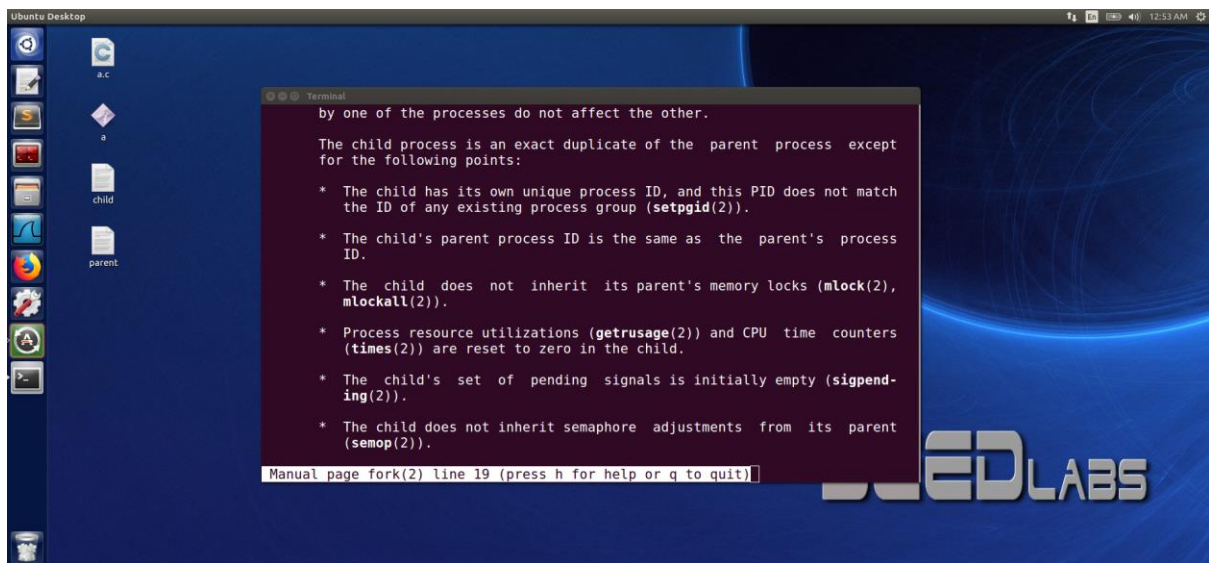 Ubuntu Desktop
En
12:53 AM
a.c
a
child
parent
Terminal
by one of the processes do not affect the other.
The child process is an exact duplicate of the parent process except
for the following points:
* The child has its own unique process ID, and this PID does not match
the ID of any existing process group (setpgid(2)).
* The child's parent process ID is the same as the parent's process
ID.
* The child does not inherit its parent's memory locks (mlock(2),
mlockall(2)).
* Process resource utilizations (getrusage(2)) and CPU time counters
(times(2)) are reset to zero in the child.
* The child's set of pending signals is initially empty (sigpend-
ing(2)).
* The child does not inherit semaphore adjustments from its parent
(semop(2)).
Manual page fork(2) line 19 (press h for help or q to quit)
SEEDLABS